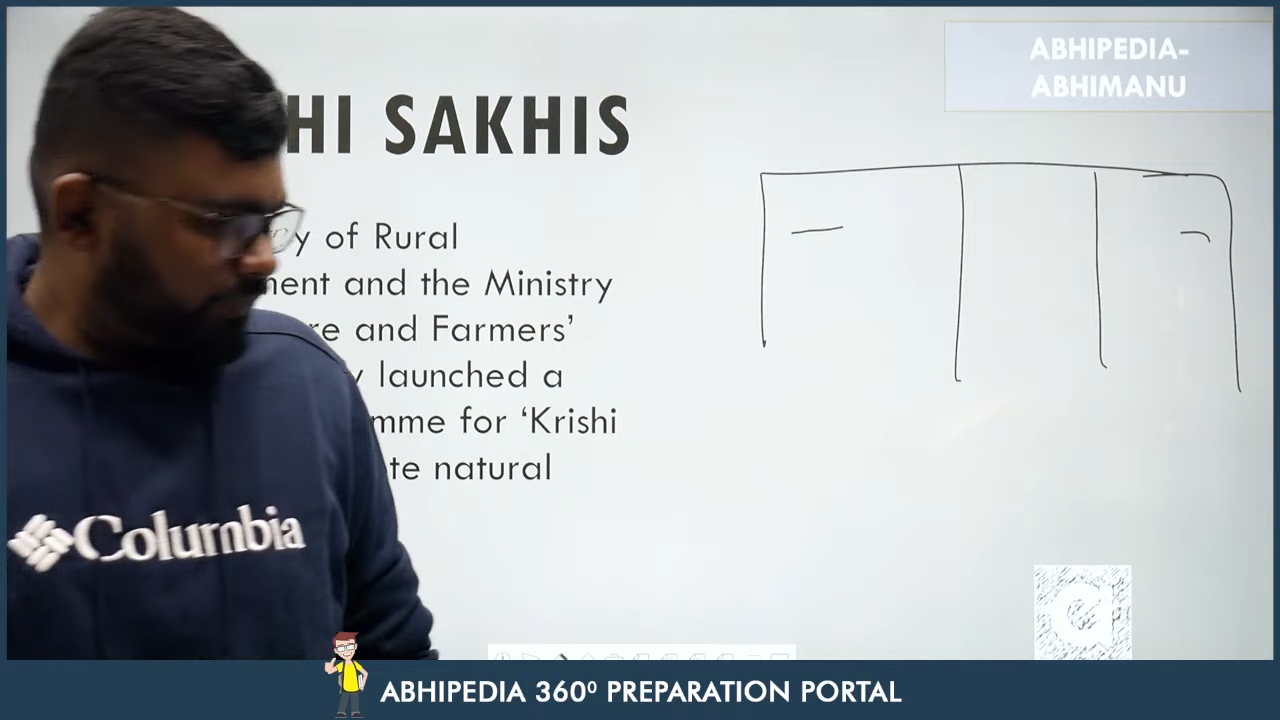 ABHIPEDIA-
ABHIMANU
HI SAKHIS
y of Rural
ment and the Ministry
re and Farmers’
y launched a
mme for ‘Krishi
te natural
Columbia
ABHIPEDIA 360⁰ PREPARATION PORTAL